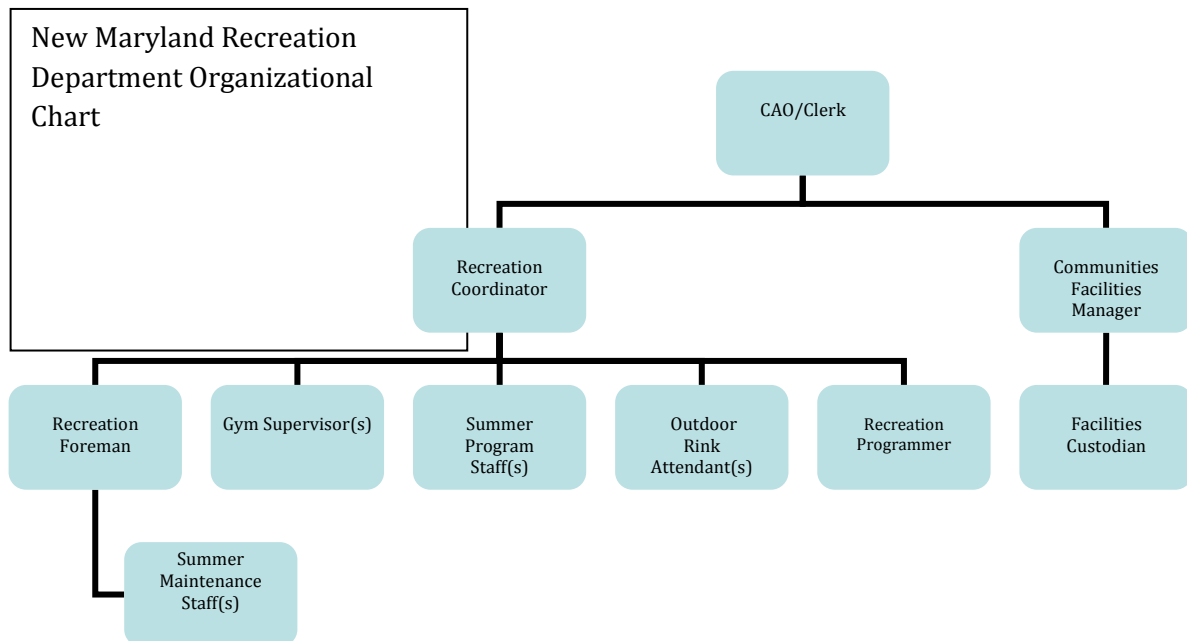 New Maryland Recreation
Department Organizational
Chart
CAO/Clerk
Recreation
Coordinator
Communities
Facilities
Manager
Recreation
Foreman
Gym Supervisor(s)
Summer
Program
Staff(s)
Outdoor
Rink
Attendant(s)
Recreation
Programmer
Facilities
Custodian
Summer
Maintenance
Staff(s)